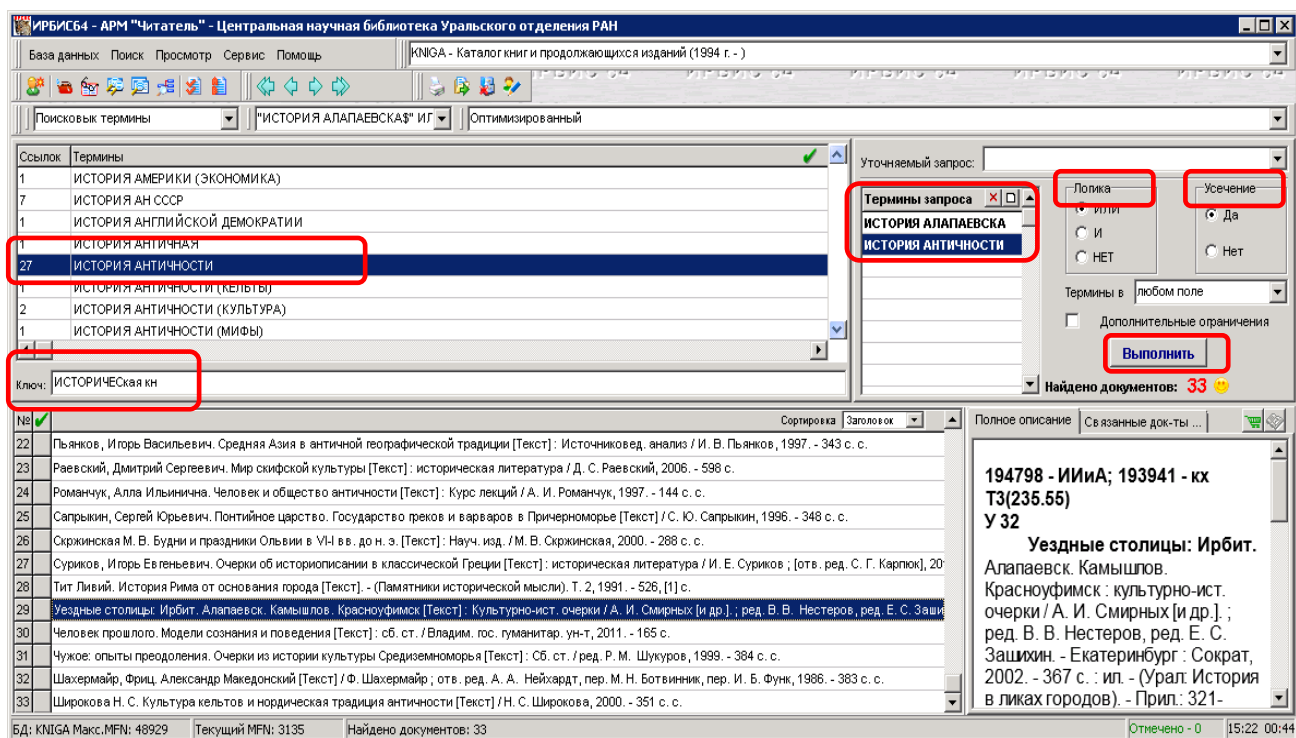 ИРБИС64 - АРМ "Читатель" - Центральная научная библиотека Уральского отделения РАН
База данных Поиск Просмотр Сервис Помощь
KNIGA - Каталог книг и продолжающихся изданий (1994 г. - )
Поисковык термины
"ИСТОРИЯ АЛАПАЕВСКА$" ИЛ
Оптимизированный
Ссылок Термины
1 ИСТОРИЯ АМЕРИКИ (ЭКОНОМИКА)
7 ИСТОРИЯ АН СССР
1 ИСТОРИЯ АНГЛИЙСКОЙ ДЕМОКРАТИИ
1 ИСТОРИЯ АНТИЧНАЯ
27 ИСТОРИЯ АНТИЧНОСТИ
1 ИСТОРИЯ АНТИЧНОСТИ (КЕЛЬТЫ)
2 ИСТОРИЯ АНТИЧНОСТИ (КУЛЬТУРА)
1 ИСТОРИЯ АНТИЧНОСТИ (МИФЫ)
Ключ: ИСТОРИЧЕСкая кн
Уточняемый запрос:
Термины запроса
ИСТОРИЯ АЛАПАЕВСКА
ИСТОРИЯ АНТИЧНОСТИ
Логика
ИЛИ
И
НЕТ
Усечение
Да
Нет
Термины в любом поле
Дополнительные ограничения
Выполнить
Найдено документов: 33
№ Сортировка Заголовок
22 Пьянков, Игорь Васильевич. Средняя Азия в античной географической традиции [Текст] : Источниковед. анализ / И. В. Пьянков, 1997. - 343 с. с.
23 Раевский, Дмитрий Сергеевич. Мир скифской культуры [Текст] : историческая литература / Д. С. Раевский, 2006. - 598 с.
24 Романчук, Алла Ильинична. Человек и общество античности [Текст] : Курс лекций / А. И. Романчук, 1997. - 144 с. с.
25 Сапрыкин, Сергей Юрьевич. Понтийное царство. Государство греков и варваров в Причерноморье [Текст] / С. Ю. Сапрыкин, 1996. - 348 с. с.
26 Скржинская М. В. Будни и праздники Ольвии в VI-I вв. до н. э. [Текст] : Науч. изд. / М. В. Скржинская, 2000. - 288 с. с.
27 Суриков, Игорь Евгеньевич. Очерки об историописании в классической Греции [Текст] : историческая литература / И. Е. Суриков ; [отв. ред. С. Г. Карпюк], 20
28 Тит Ливий. История Рима от основания города [Текст]. - (Памятники исторической мысли). Т. 2, 1991. - 526, [1] с.
29 Уездные столицы: Ирбит. Алапаевск. Камышлов. Красноуфимск [Текст] : Культурно-ист. очерки / А. И. Смирных [и др.]. ; ред. В. В. Нестеров, ред. Е. С. Заши
30 Человек прошлого. Модели сознания и поведения [Текст] : сб. ст. / Владим. гос. гуманитар. ун-т, 2011. - 165 с.
31 Чужое: опыты преодоления. Очерки из истории культуры Средиземноморья [Текст] : Сб. ст. / ред. Р. М. Шукуров, 1999. - 384 с. с.
32 Шахермайр, Фриц. Александр Македонский [Текст] / Ф. Шахермайр ; отв. ред. А. А. Нейхардт, пер. М. Н. Ботвинник, пер. И. Б. Функ, 1986. - 383 с. с.
33 Широкова Н. С. Культура кельтов и нордическая традиция античности [Текст] / Н. С. Широкова, 2000. - 351 с. с.
Полное описание Связанные док-ты ...
194798 - ИИиА; 193941 - кх
Т3(235.55)
У 32
Уездные столицы: Ирбит.
Алапаевск. Камышлов.
Красноуфимск : культурно-ист.
очерки / А. И. Смирных [и др.]. ;
ред. В. В. Нестеров, ред. Е. С.
Зашихин. - Екатеринбург : Сократ,
2002. - 367 с. : ил. - (Урал: История
в ликах городов). - Прил.: 321-
БД: KNIGA Макс.MFN: 48929 Текущий MFN: 3135 Найдено документов: 33 Отмечено - 0 15:22 00:44